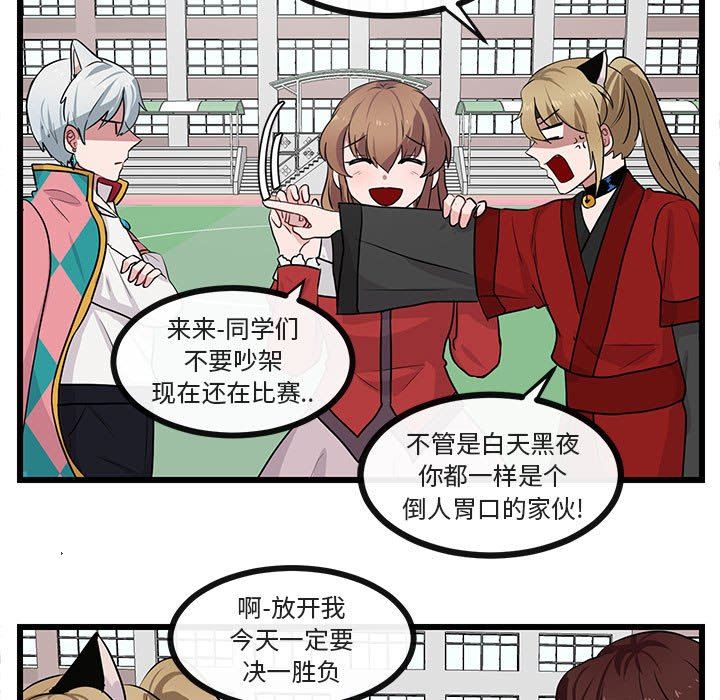 来来-同学们
不要吵架
现在还在比赛..
不管是白天黑夜
你都一样是个
倒人胃口的家伙!
啊-放开我
今天一定要
决一胜负